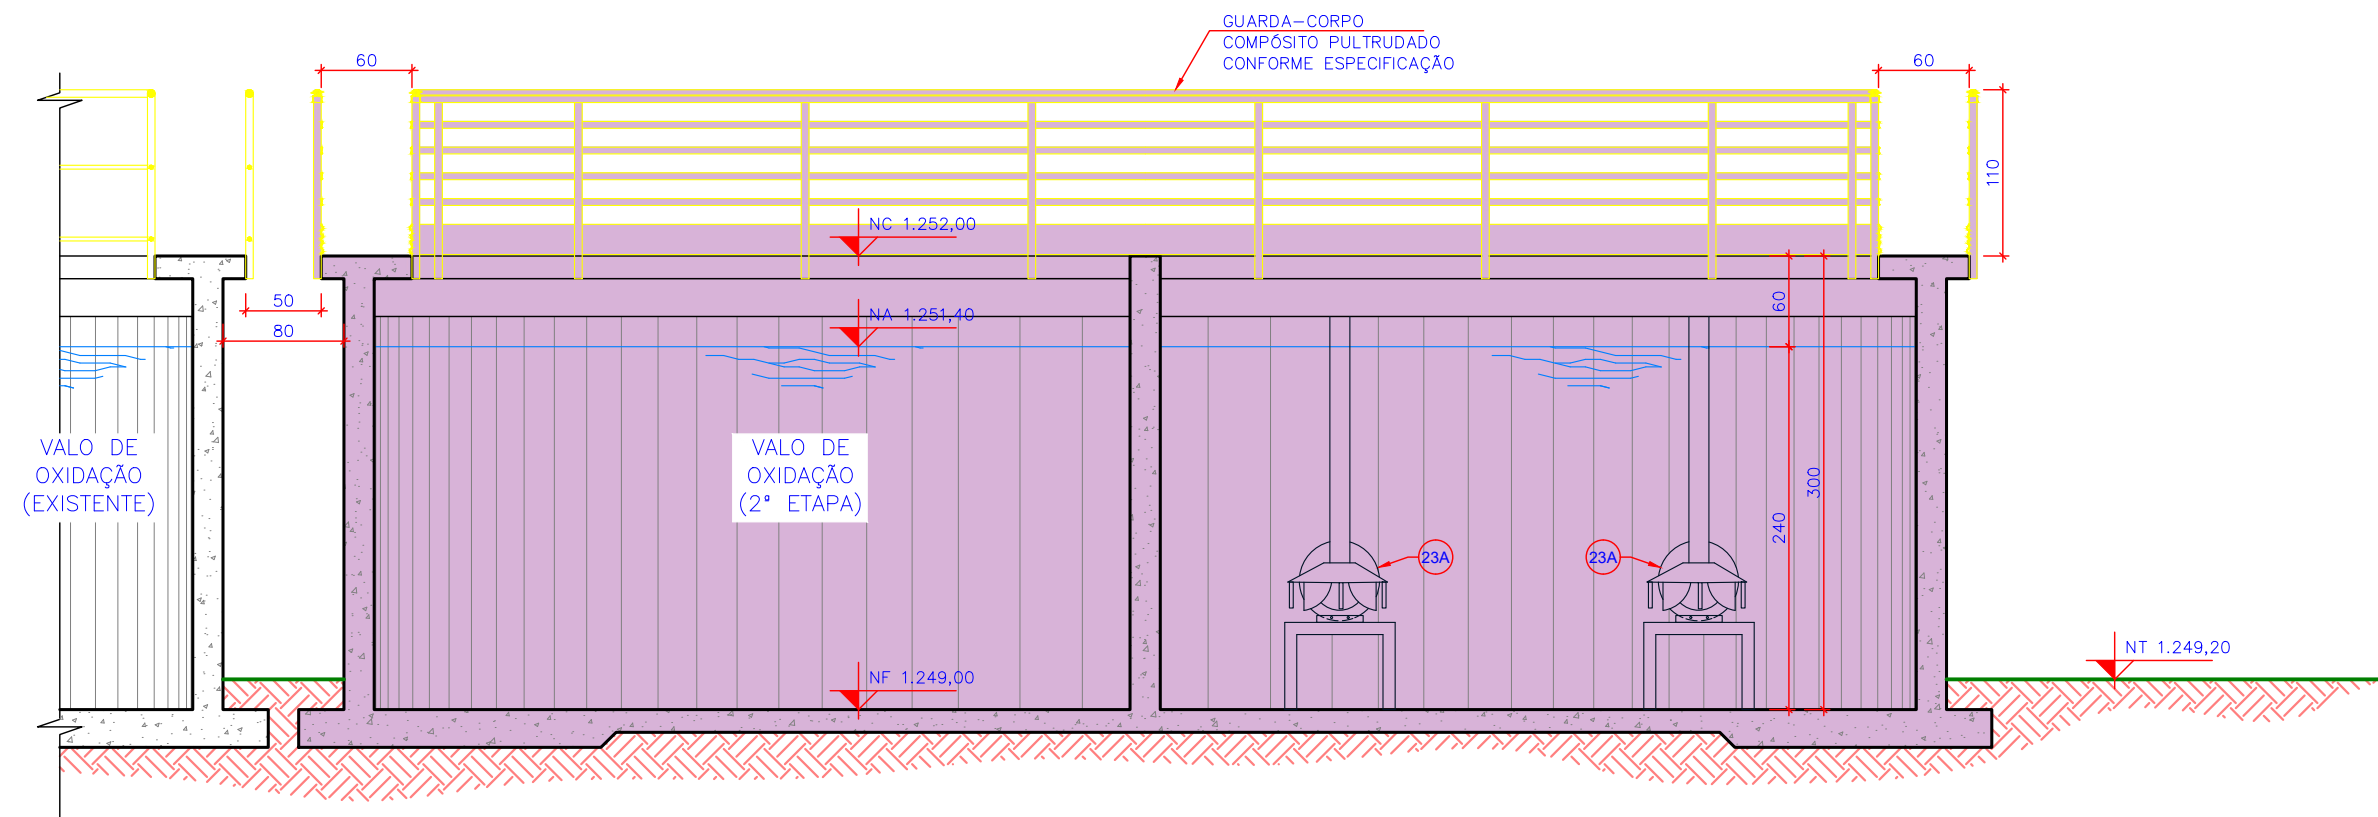 GUARDA-CORPO
COMPÓSITO PULTRUDADO
CONFORME ESPECIFICAÇÃO
60
60
110
NC 1.252,00
50
80
NA 1.251,40
60
VALO DE
OXIDAÇÃO
(EXISTENTE)
VALO DE
OXIDAÇÃO
(2ª ETAPA)
300
240
23A
23A
NF 1.249,00
NT 1.249,20